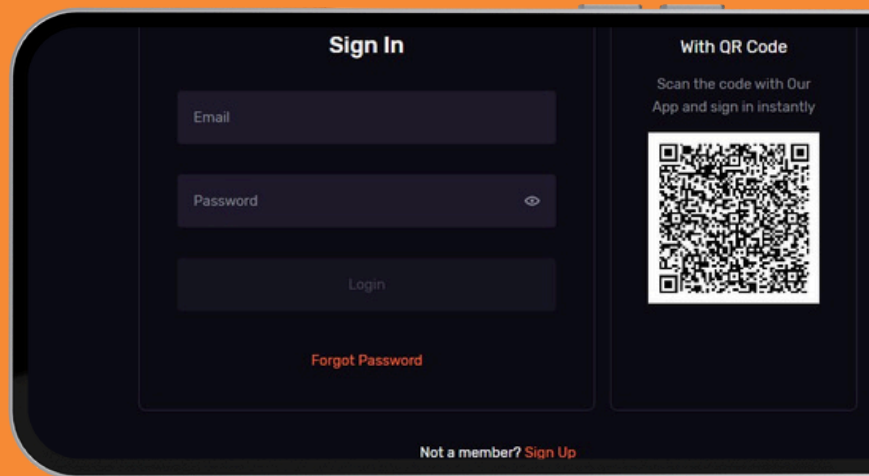 Sign In
Email
Password
Login
Forgot Password
With QR Code
Scan the code with Our
App and sign in instantly
Not a member? Sign Up